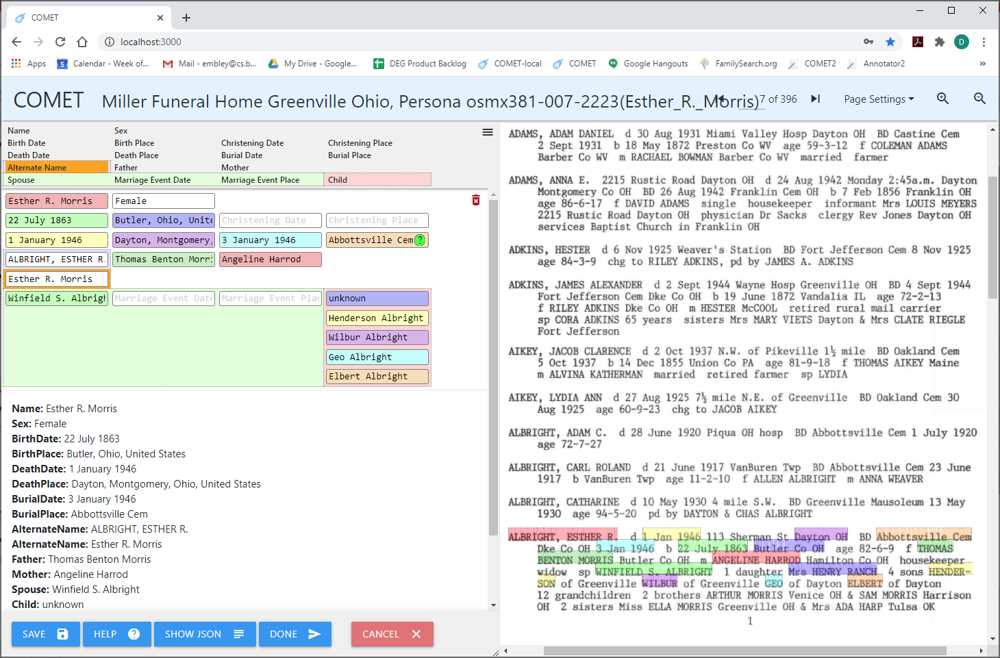 COMET
localhost:3000
Apps
5
Calendar - Week of...
Mail - embley@cs.b...
My Drive - Google...
DEG Product Backlog
COMET-local
COMET
Google Hangouts
FamilySearch.org
COMET2
Annotator2
»
D
COMET
Miller Funeral Home Greenville Ohio, Persona osmx381-007-2223(Esther_R._Morris)
7 of 396
Page Settings
Name Sex
Birth Date Birth Place Christening Date Christening Place
Death Date Death Place Burial Date Burial Place
Alternate Name Father Mother
Spouse Marriage Event Date Marriage Event Place Child
Esther R. Morris Female
22 July 1863 Butler, Ohio, Unite Christening Date Christening Place
1 January 1946 Dayton, Montgomery, 3 January 1946 Abbottsville Cem ?
ALBRIGHT, ESTHER R. Thomas Benton Morri Angeline Harrod
Esther R. Morris
Winfield S. Albrigh Marriage Event Date Marriage Event Plac unknown
Henderson Albright
Wilbur Albright
Geo Albright
Elbert Albright
Name: Esther R. Morris
Sex: Female
BirthDate: 22 July 1863
BirthPlace: Butler, Ohio, United States
DeathDate: 1 January 1946
DeathPlace: Dayton, Montgomery, Ohio, United States
BurialDate: 3 January 1946
BurialPlace: Abbottsville Cem
AlternateName: ALBRIGHT, ESTHER R.
AlternateName: Esther R. Morris
Father: Thomas Benton Morris
Mother: Angeline Harrod
Spouse: Winfield S. Albright
Child: unknown
SAVE
HELP ?
SHOW JSON
DONE
CANCEL
ADAMS, ADAM DANIEL d 30 Aug 1931 Miami Valley Hosp Dayton OH BD Castine Cem
2 Sept 1931 b 18 May 1872 Preston Co WV age 59-3-12 f COLEMAN ADAMS
Barber Co WV m RACHAEL BOWMAN Barber Co WV married farmer
ADAMS, ANNA E. 2215 Rustic Road Dayton OH d 24 Aug 1942 Monday 2:45a.m. Dayton
Montgomery Co OH BD 26 Aug 1942 Franklin Cem OH b 7 Feb 1856 Franklin OH
age 86-6-17 f DAVID ADAMS single housekeeper informant Mrs LOUIS MEYERS
2215 Rustic Road Dayton OH physician Dr Sacks clergy Rev Jones Dayton OH
services Baptist Church in Franklin OH
ADKINS, HESTER d 6 Nov 1925 Weaver's Station BD Fort Jefferson Cem 8 Nov 1925
age 84-3-9 chg to RILEY ADKINS, pd by JAMES A. ADKINS
ADKINS, JAMES ALEXANDER d 2 Sept 1944 Wayne Hosp Greenville OH BD 4 Sept 1944
Fort Jefferson Cem Dke Co OH b 19 June 1872 Vandalia IL age 72-2-13
f RILEY ADKINS Dke Co OH m HESTER McCOOL retired rural mail carrier
sp CORA ADKINS 65 years sisters Mrs MARY VIETS Dayton & Mrs CLATE RIEGLE
Fort Jefferson
AIKEY, JACOB CLARENCE d 2 Oct 1937 N.W. of Pikeville 1½ mile BD Oakland Cem
5 Oct 1937 b 14 Dec 1855 Union Co PA age 81-9-18 f THOMAS AIKEY Maine
m ALVINA KATHERMAN married retired farmer sp LYDIA
AIKEY, LYDIA ANN d 27 Aug 1925 7½ mile N.E. of Greenville BD Oakland Cem 30
Aug 1925 age 60-9-23 chg to JACOB AIKEY
ALBRIGHT, ADAM C. d 28 June 1920 Piqua OH hosp BD Abbottsville Cem 1 July 1920
age 72-7-27
ALBRIGHT, CARL ROLAND d 21 June 1917 VanBuren Twp BD Abbottsville Cem 23 June
1917 b VanBuren Twp age 11-2-10 f ALLEN ALBRIGHT m ANNA WEAVER
ALBRIGHT, CATHARINE d 10 May 1930 4 mile S.W. BD Greenville Mausoleum 13 May
1930 age 94-5-20 pd by DAYTON & CHAS ALBRIGHT
ALBRIGHT, ESTHER R. d 1 Jan 1946 113 Sherman St Dayton OH BD Abbottsville Cem
Dke Co OH 3 Jan 1946 b 22 July 1863 Butler Co OH age 82-6-9 f THOMAS
BENTON MORRIS Butler Co OH m ANGELINE HARROD Hamilton Co OH housekeeper
widow sp WINFIELD S. ALBRIGHT 1 daughter Mrs HENRY RANCH 4 sons HENDER-
SON of Greenville WILBUR of Greenville GEO of Dayton ELBERT of Dayton
12 grandchildren 2 brothers ARTHUR MORRIS Venice OH & SAM MORRIS Harrison
OH 2 sisters Miss ELLA MORRIS Greenville OH & Mrs ADA HARP Tulsa OK
1